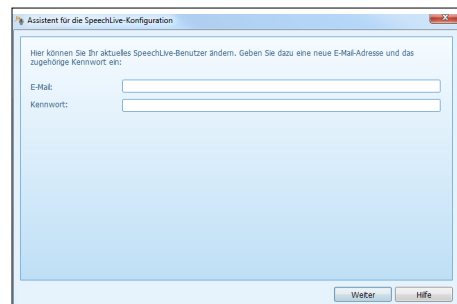 Assistent für die SpeechLive-Konfiguration
Hier können Sie Ihr aktuelles SpeechLive-Benutzer ändern. Geben Sie dazu eine neue E-Mail-Adresse und das
zugehörige Kennwort ein:
E-Mail:
Kennwort:
Weiter
Hilfe